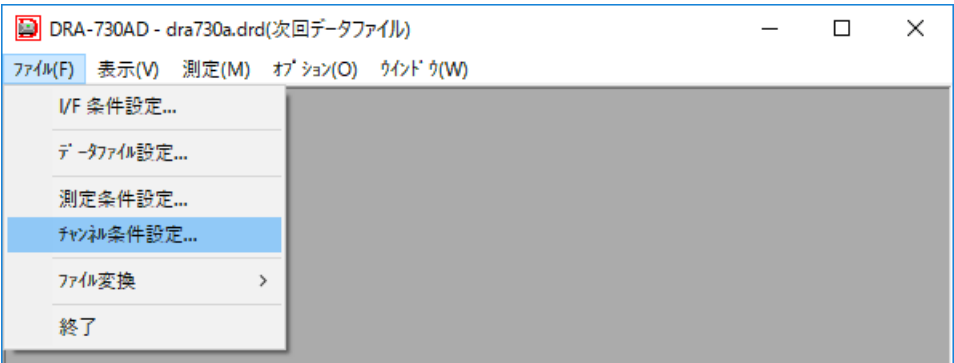 DRA-730AD - dra730a.drd(次回データファイル)
ﾌｧｲﾙ(F) 表示(V) 測定(M) ｵﾌﾟｼｮﾝ(O) ｳｲﾝﾄﾞｳ(W)
I/F 条件設定...
ﾃﾞｰﾀﾌｧｲﾙ設定...
測定条件設定...
ﾁｬﾝﾈﾙ条件設定...
ﾌｧｲﾙ変換
終了